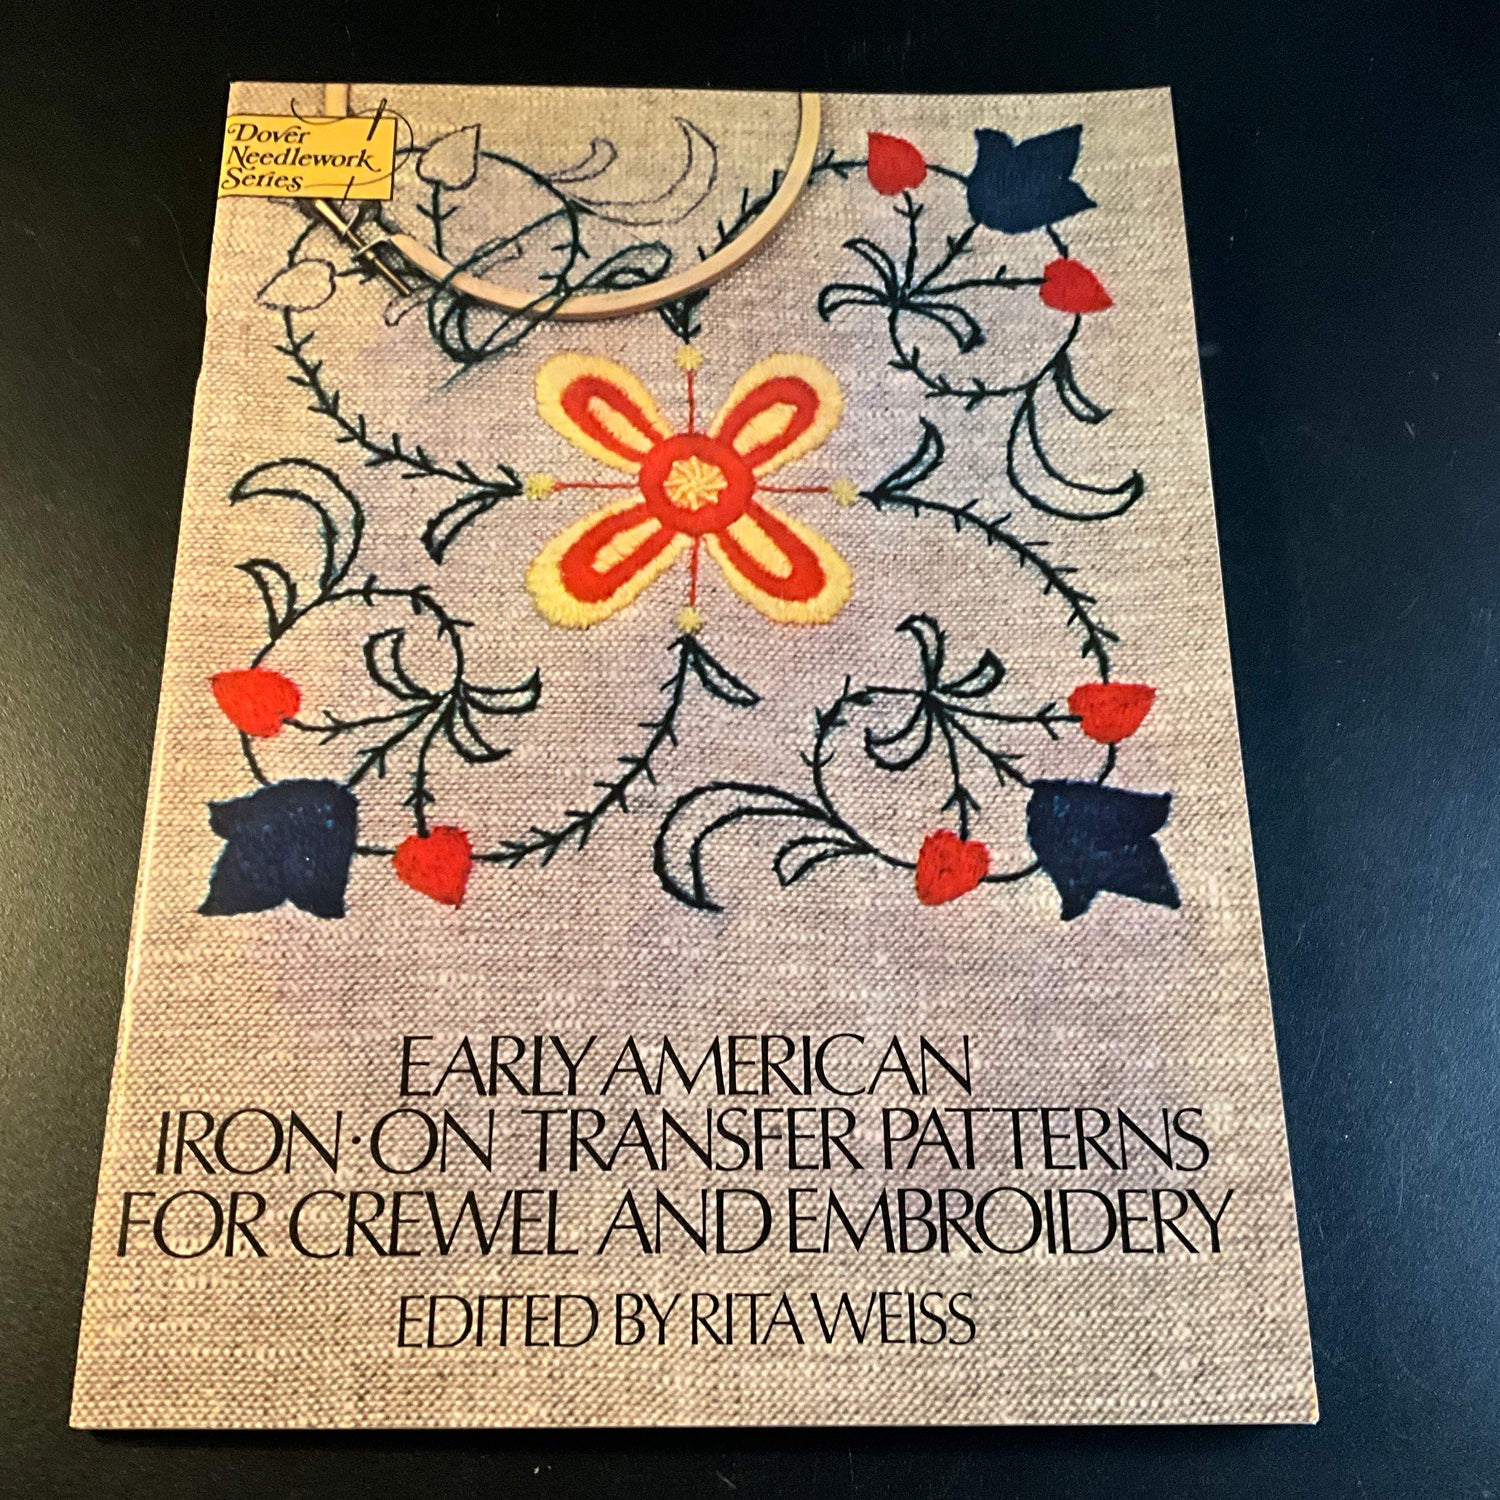 Dover
Needlework
Series
EARLY AMERICAN
IRON·ON TRANSFER PATTERNS
FOR CREWEL AND EMBROIDERY
EDITED BY RITA WEISS